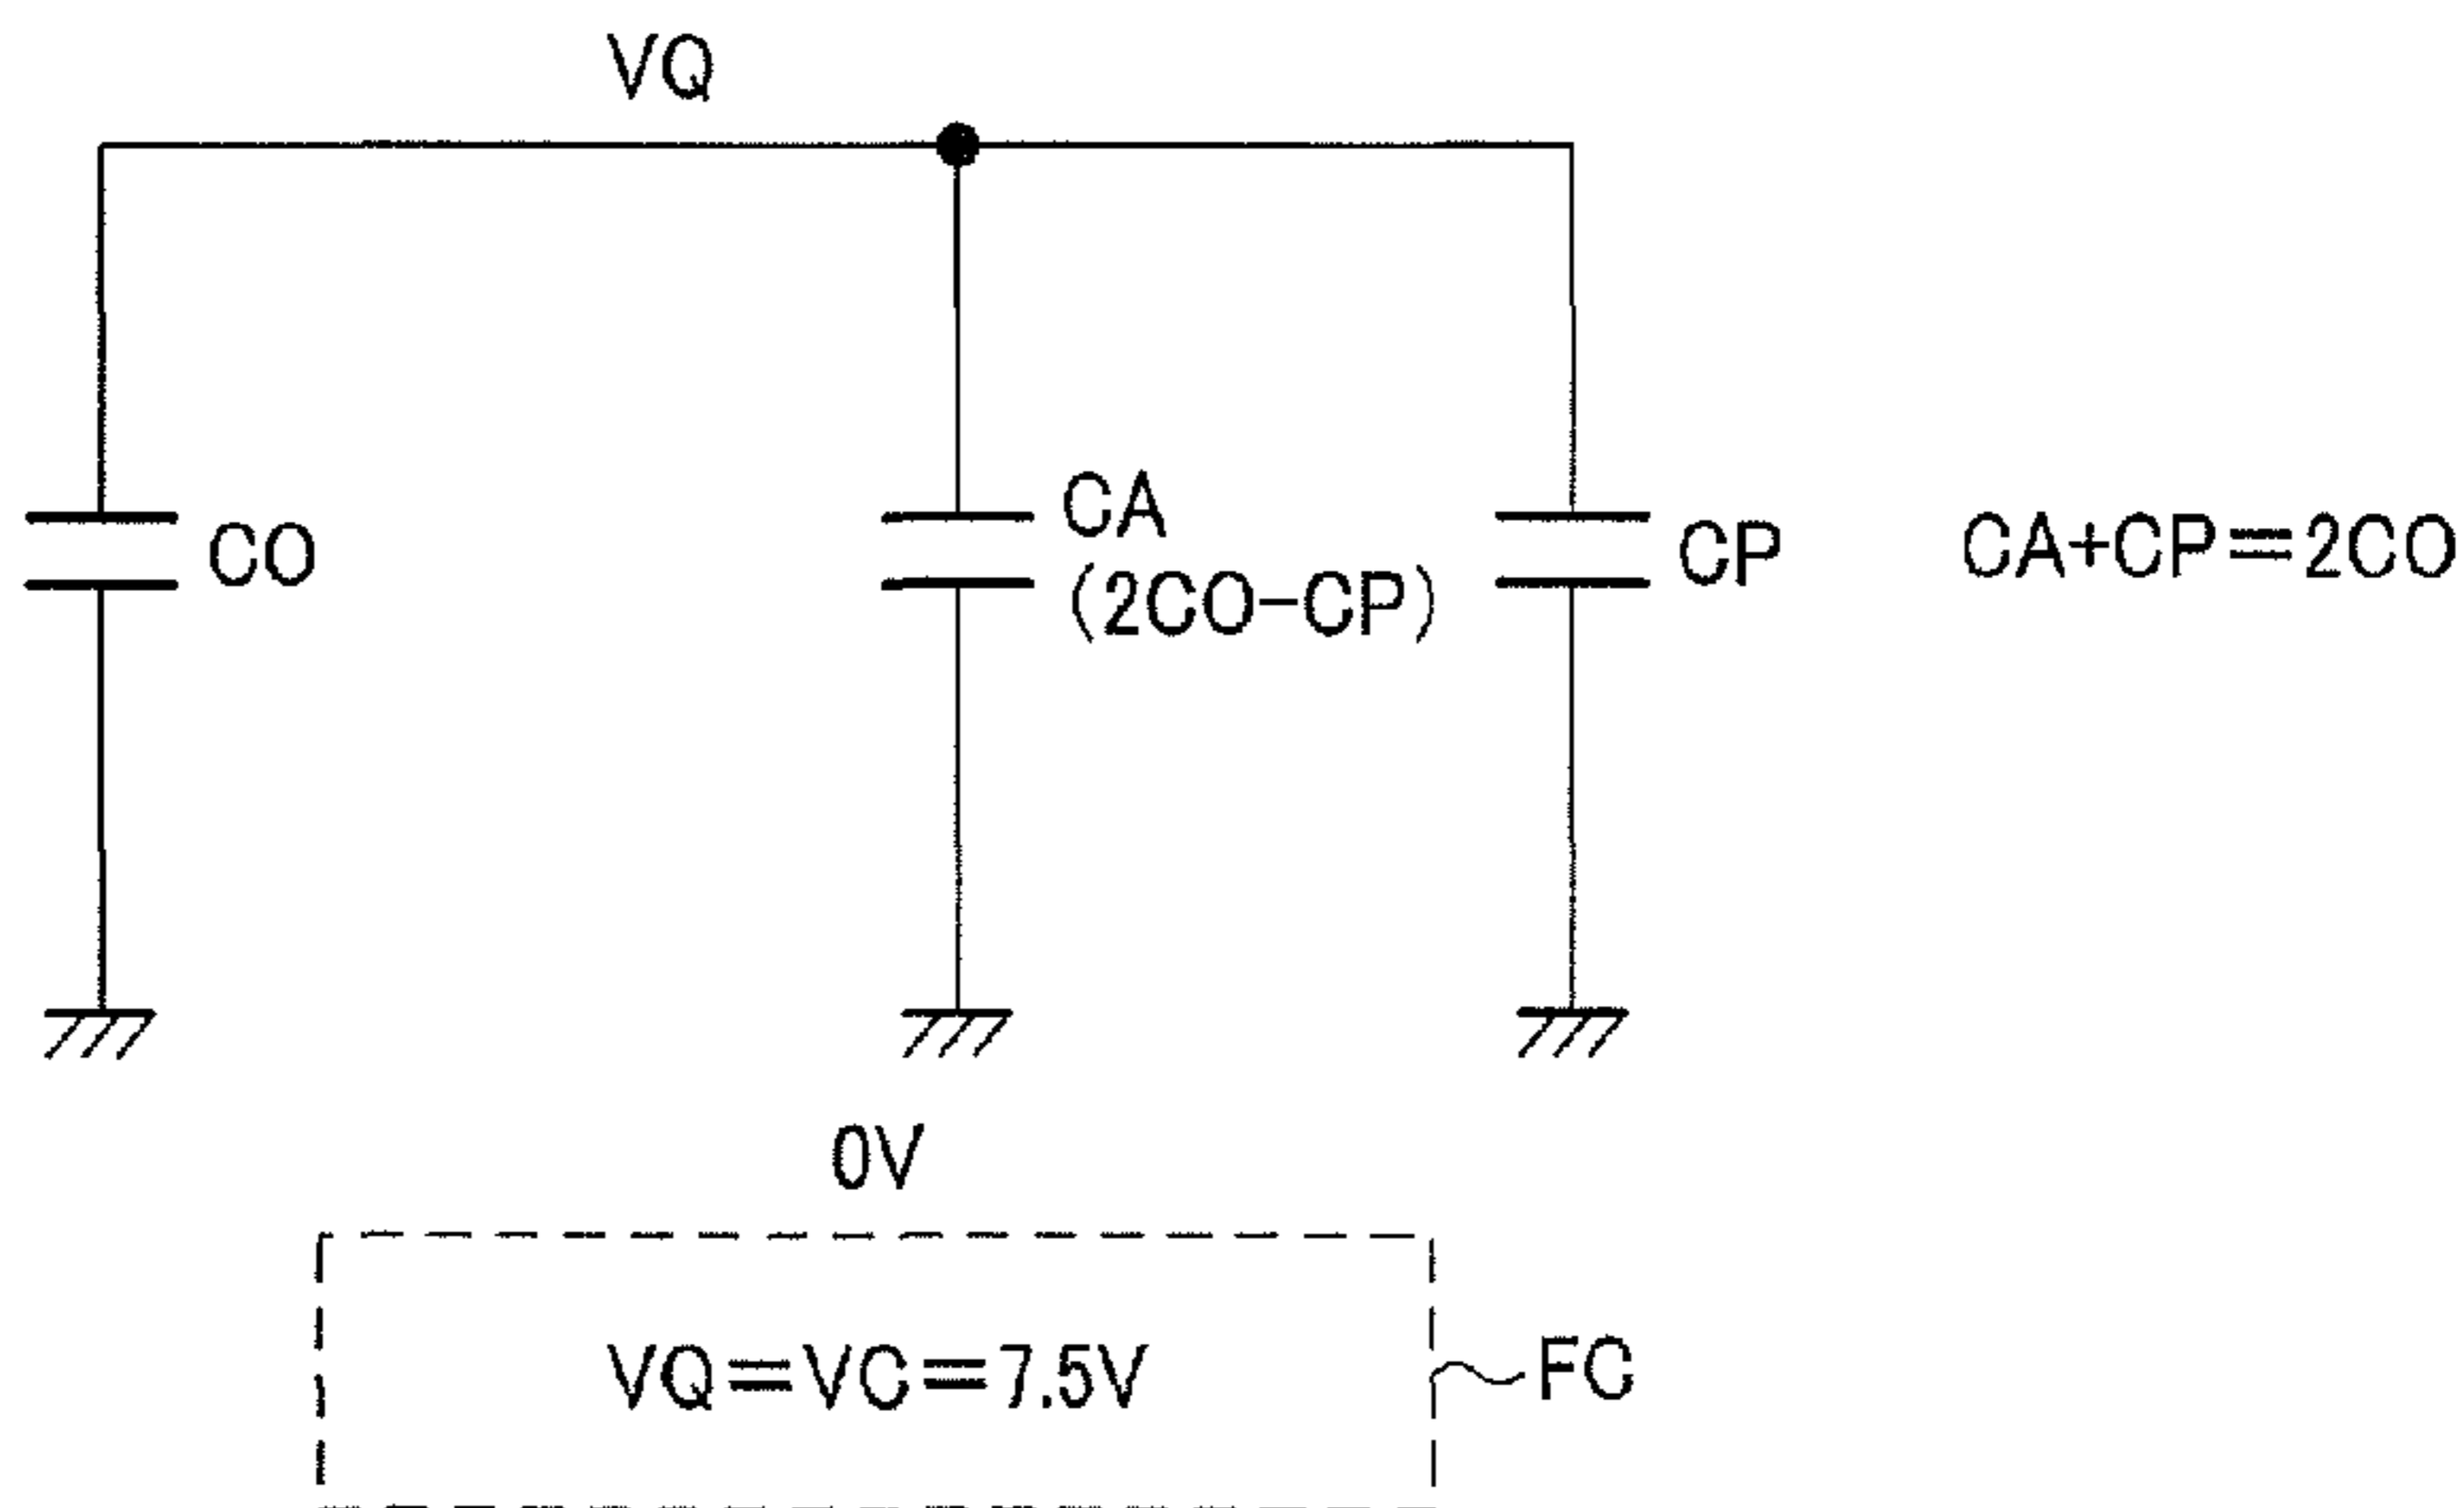 VQ
CO
CA
(2CO-CP)
CP
CA+CP=2CO
0V
VQ=VC=7.5V
FC